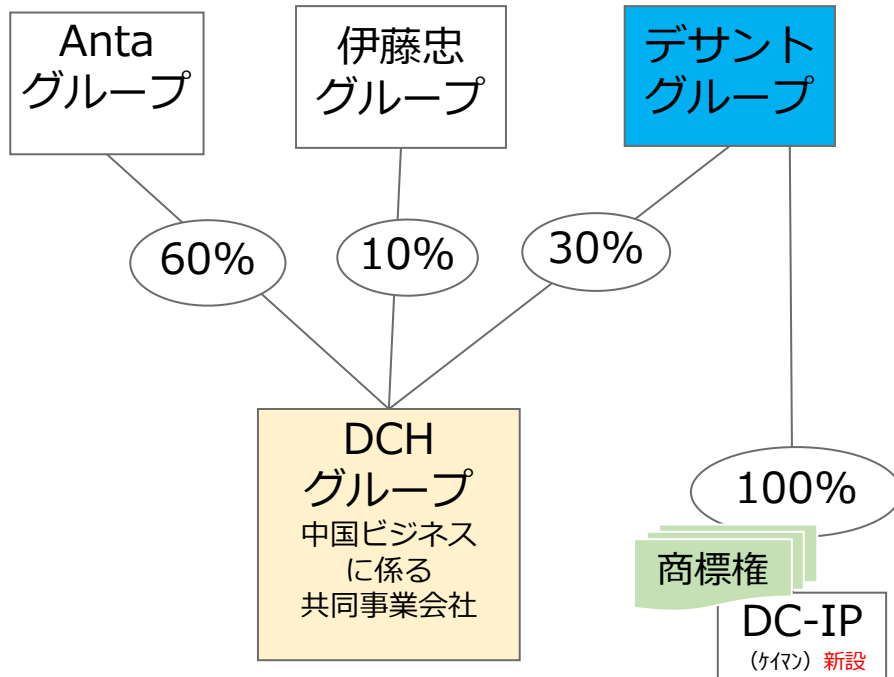 Anta
グループ
伊藤忠
グループ
デサント
グループ
60%
10%
30%
DCH
グループ
中国ビジネス
に係る
共同事業会社
100%
商標権
DC-IP
(ｹｲﾏﾝ) 新設